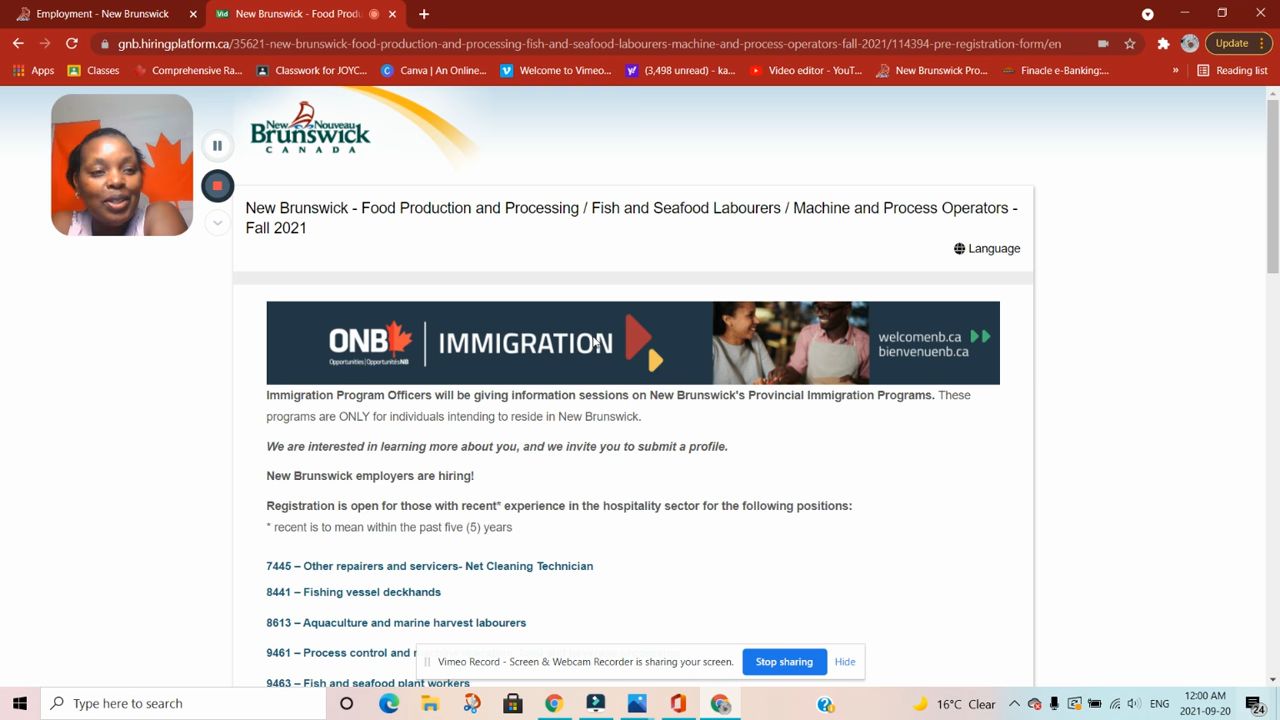 Employment - New Brunswick
New Brunswick - Food Produ
gnb.hiringplatform.ca/35621-new-brunswick-food-production-and-processing-fish-and-seafood-labourers-machine-and-process-operators-fall-2021/114394-pre-registration-form/en
Update
Apps
Classes
Comprehensive Ra...
Classwork for JOYC...
Canva | An Online...
Welcome to Vimeo...
(3,498 unread) - ka...
Video editor - YouT...
New Brunswick Pro...
Finacle e-Banking:...
»
Reading list
New Nouveau
Brunswick
CANADA
New Brunswick - Food Production and Processing / Fish and Seafood Labourers / Machine and Process Operators -
Fall 2021
Language
ONB
Opportunities|OpportunitésNB
IMMIGRATION
welcomenb.ca
bienvenuenb.ca
Immigration Program Officers will be giving information sessions on New Brunswick's Provincial Immigration Programs. These
programs are ONLY for individuals intending to reside in New Brunswick.
We are interested in learning more about you, and we invite you to submit a profile.
New Brunswick employers are hiring!
Registration is open for those with recent* experience in the hospitality sector for the following positions:
* recent is to mean within the past five (5) years
7445 – Other repairers and servicers- Net Cleaning Technician
8441 – Fishing vessel deckhands
8613 – Aquaculture and marine harvest labourers
9461 – Process control and
Vimeo Record - Screen & Webcam Recorder is sharing your screen.
Stop sharing
Hide
9463 – Fish and seafood plant workers
Type here to search
16°C Clear
ENG
12:00 AM
2021-09-20
24